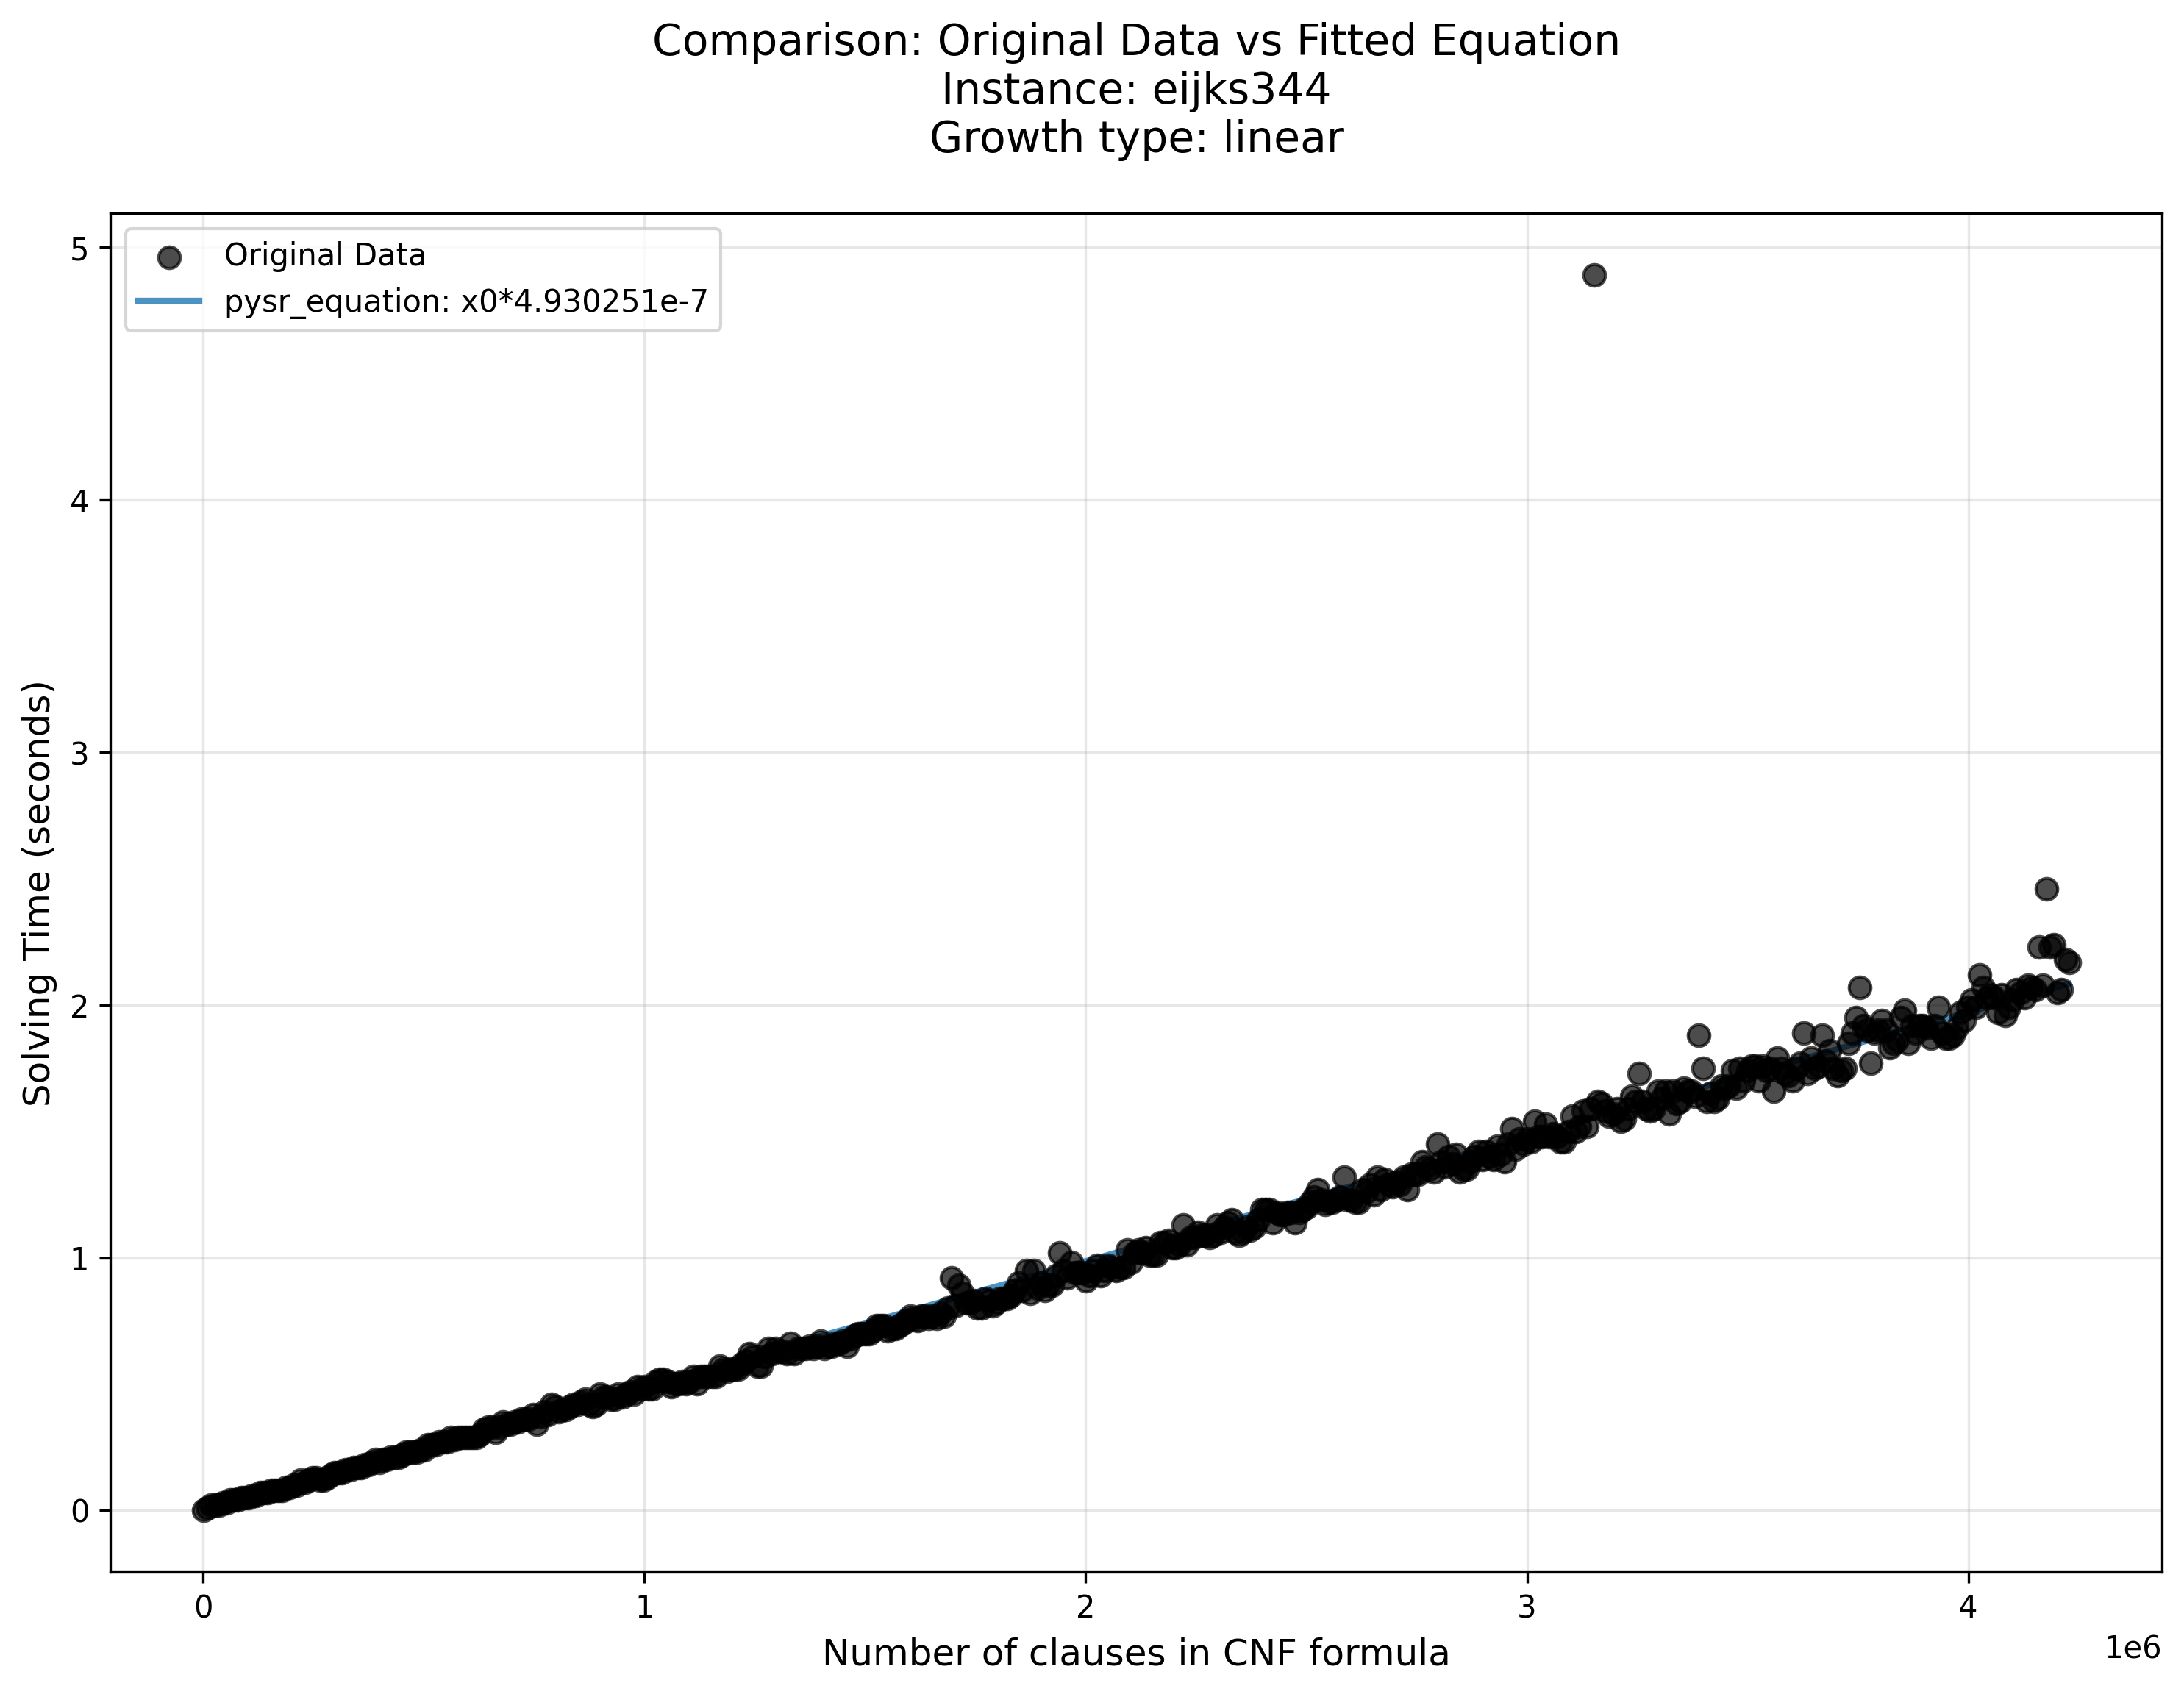 Comparison: Original Data vs Fitted Equation
Instance: eijks344
Growth type: linear
Original Data
pysr_equation: x0*4.930251e-7
5
4
3
2
1
0
Solving Time (seconds)
0
1
2
3
4
1e6
Number of clauses in CNF formula